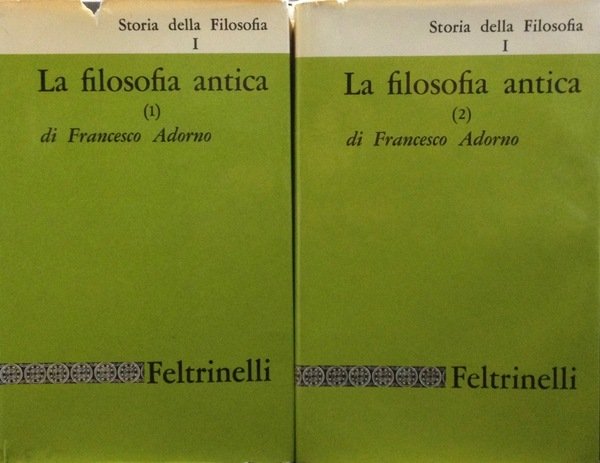 Storia della Filosofia
I
La filosofia antica
(1)
di Francesco Adorno
Feltrinelli
Storia della Filosofia
I
La filosofia antica
(2)
di Francesco Adorno
Feltrinelli